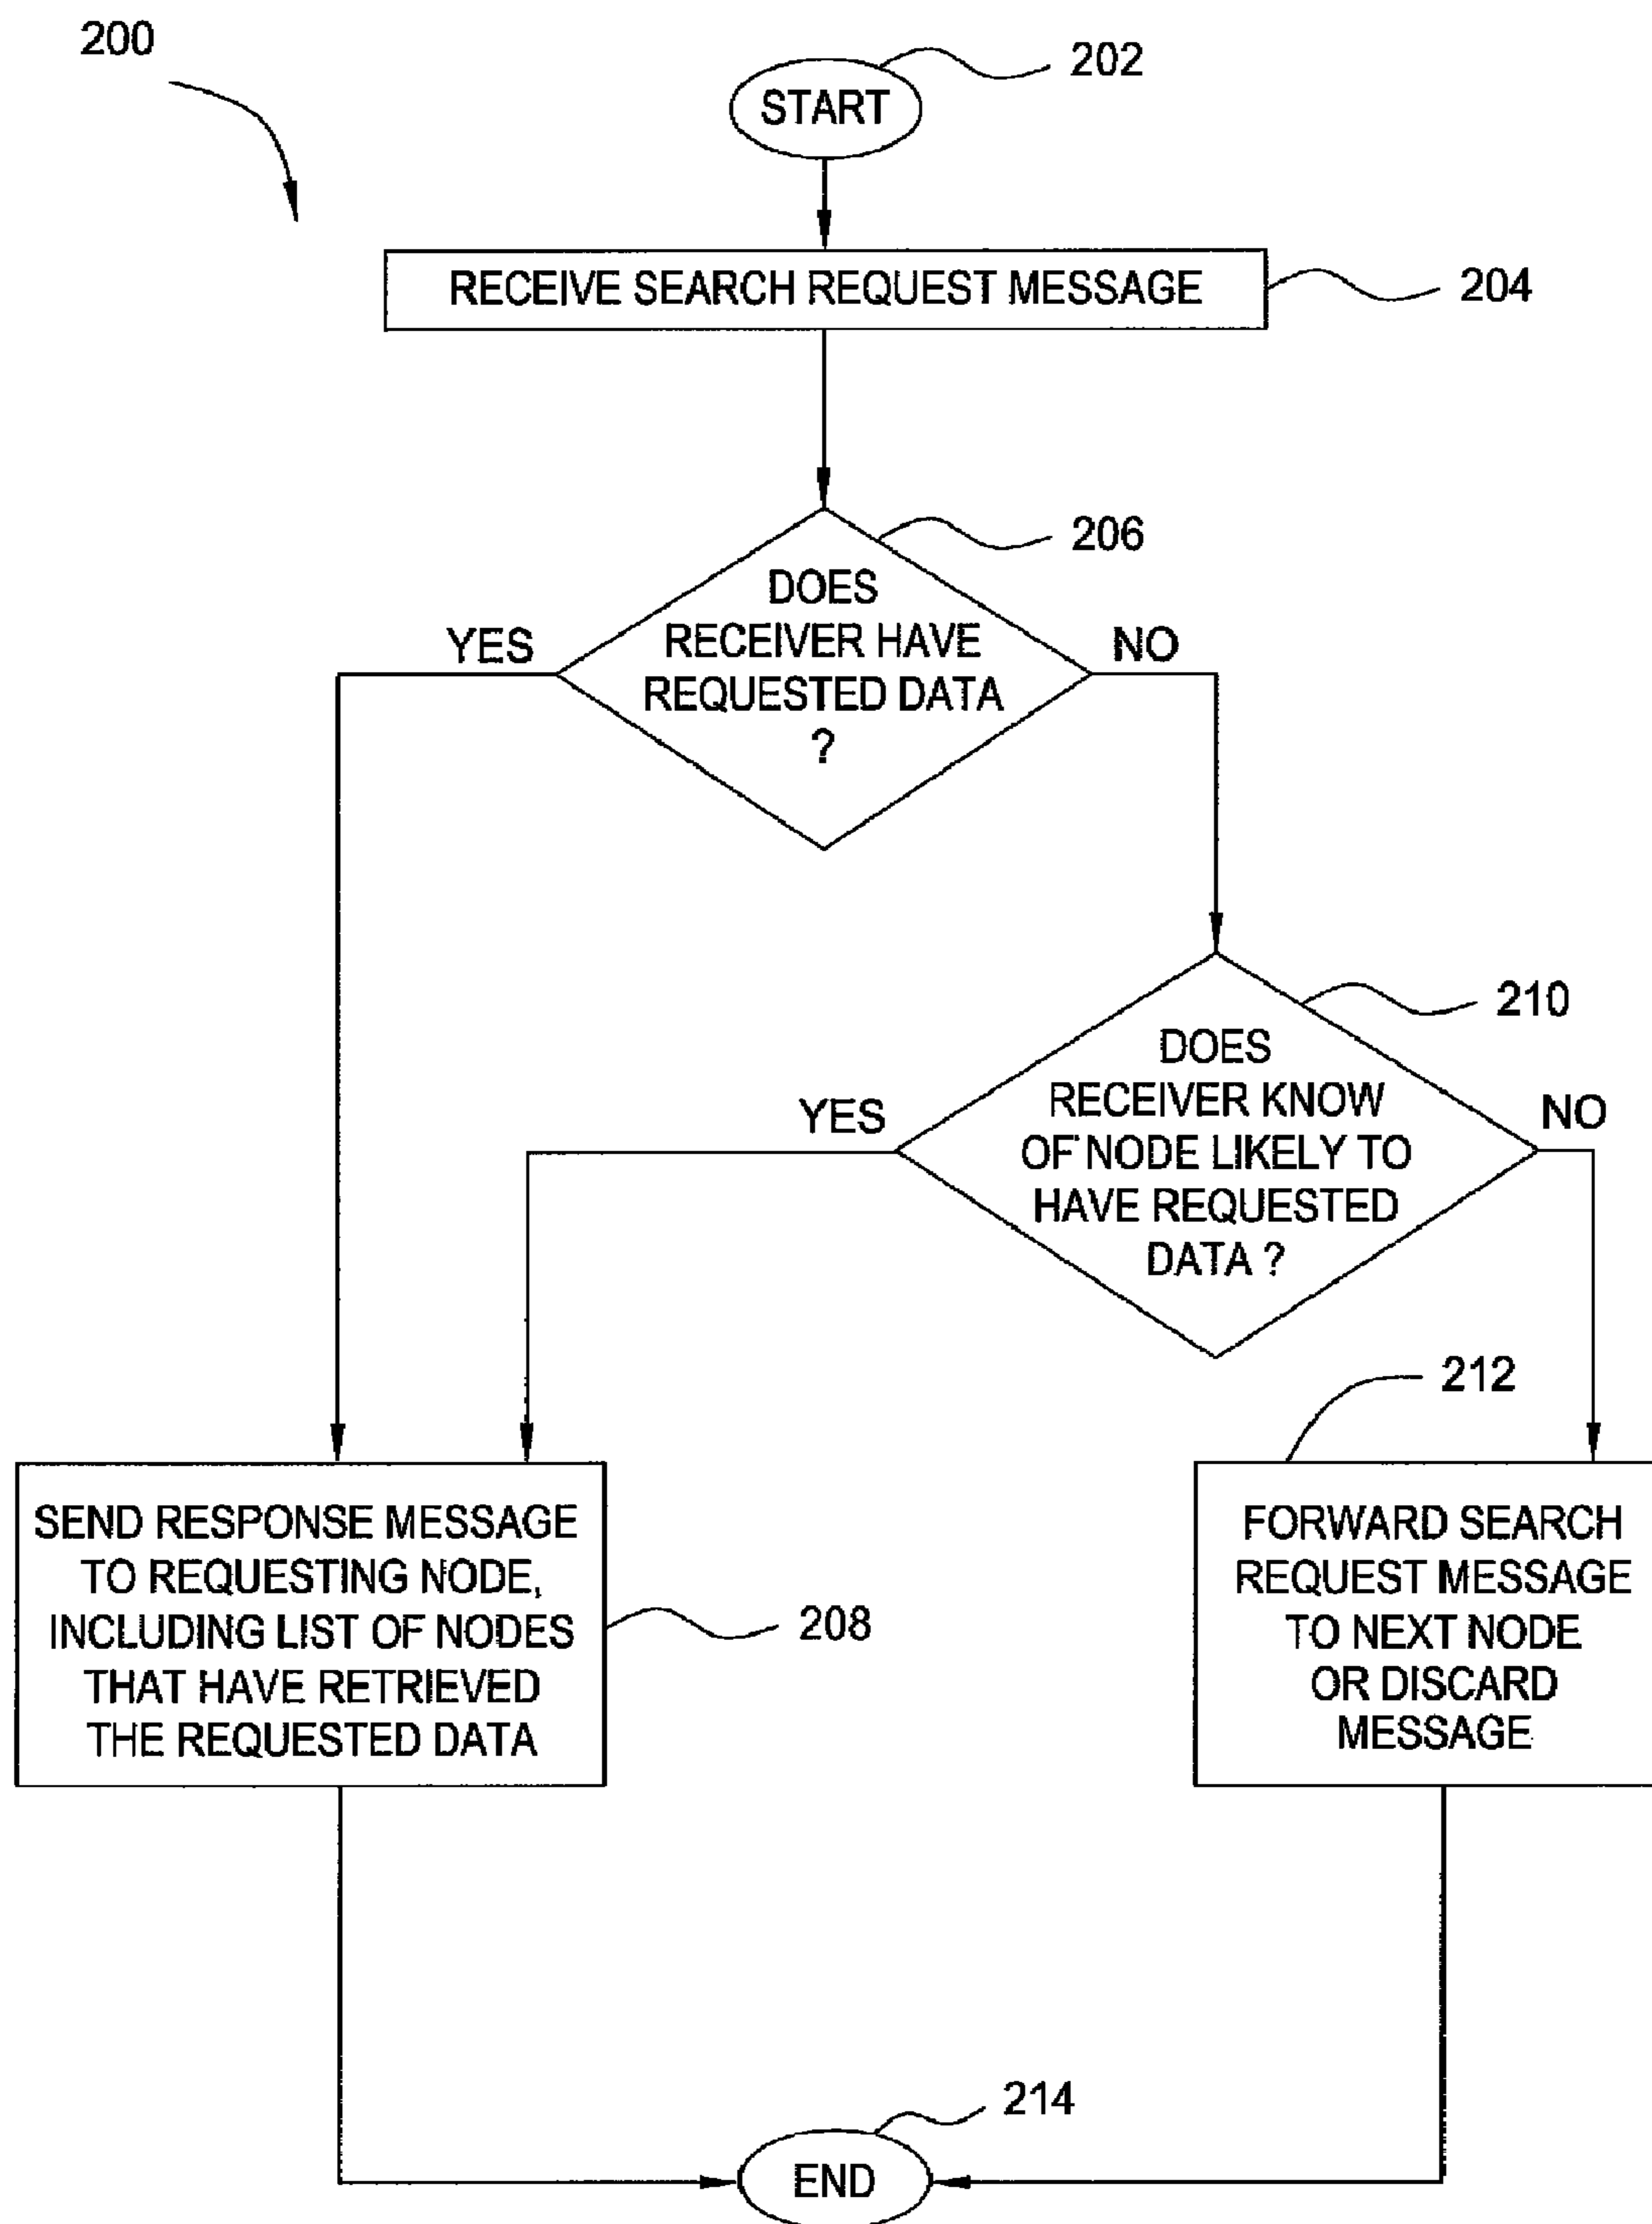 200
START
202
RECEIVE SEARCH REQUEST MESSAGE
204
206
DOES
RECEIVER HAVE
REQUESTED DATA
?
YES
NO
210
DOES
RECEIVER KNOW
OF NODE LIKELY TO
HAVE REQUESTED
DATA ?
YES
NO
212
SEND RESPONSE MESSAGE
TO REQUESTING NODE,
INCLUDING LIST OF NODES
THAT HAVE RETRIEVED
THE REQUESTED DATA
208
FORWARD SEARCH
REQUEST MESSAGE
TO NEXT NODE
OR DISCARD
MESSAGE
214
END